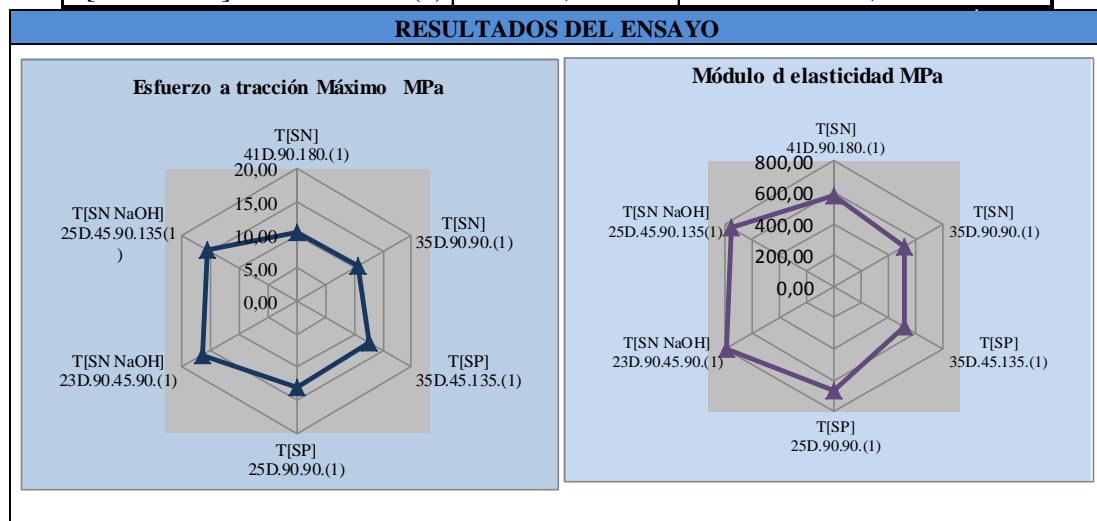 RESULTADOS DEL ENSAYO
Esfuerzo a tracción Máximo MPa
T[SN]
41D.90.180.(1)
20,00
15,00
10,00
5,00
0,00
T[SN]
35D.90.90.(1)
T[SP]
35D.45.135.(1)
T[SP]
25D.90.90.(1)
T[SN NaOH]
23D.90.45.90.(1)
T[SN NaOH]
25D.45.90.135(1
)
Módulo d elasticidad MPa
T[SN]
41D.90.180.(1)
800,00
600,00
400,00
200,00
0,00
T[SN]
35D.90.90.(1)
T[SP]
35D.45.135.(1)
T[SP]
25D.90.90.(1)
T[SN NaOH]
23D.90.45.90.(1)
T[SN NaOH]
25D.45.90.135(1)